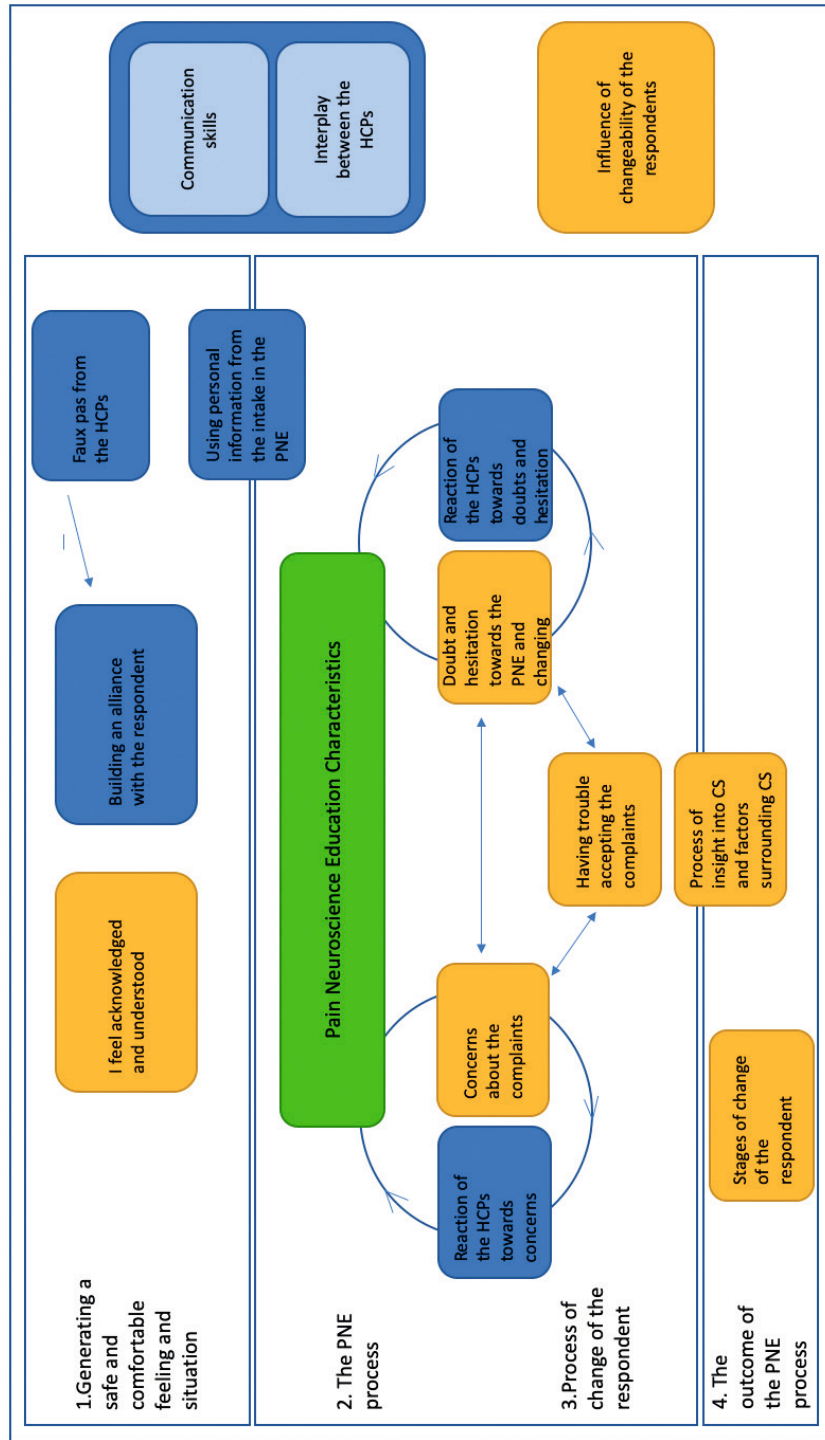 1.Generating a
safe and
comfortable
feeling and
situation
I feel acknowledged
and understood
Building an alliance
with the respondent
Faux pas from
the HCPs
Using personal
information from
the intake in the
PNE
Communication
skills
Interplay
between the
HCPs
2. The PNE
process
Pain Neuroscience Education Characteristics
Reaction of
the HCPs
towards
concerns
Concerns
about the
complaints
Doubt and
hesitation
towards the
PNE and
changing
Reaction of
the HCPs
towards
doubts and
hesitation
3.Process of
change of the
respondent
Having trouble
accepting the
complaints
Influence of
changeability of the
respondents
4. The
outcome of
the PNE
process
Stages of change
of the
respondent
Process of
insight into CS
and factors
surrounding CS